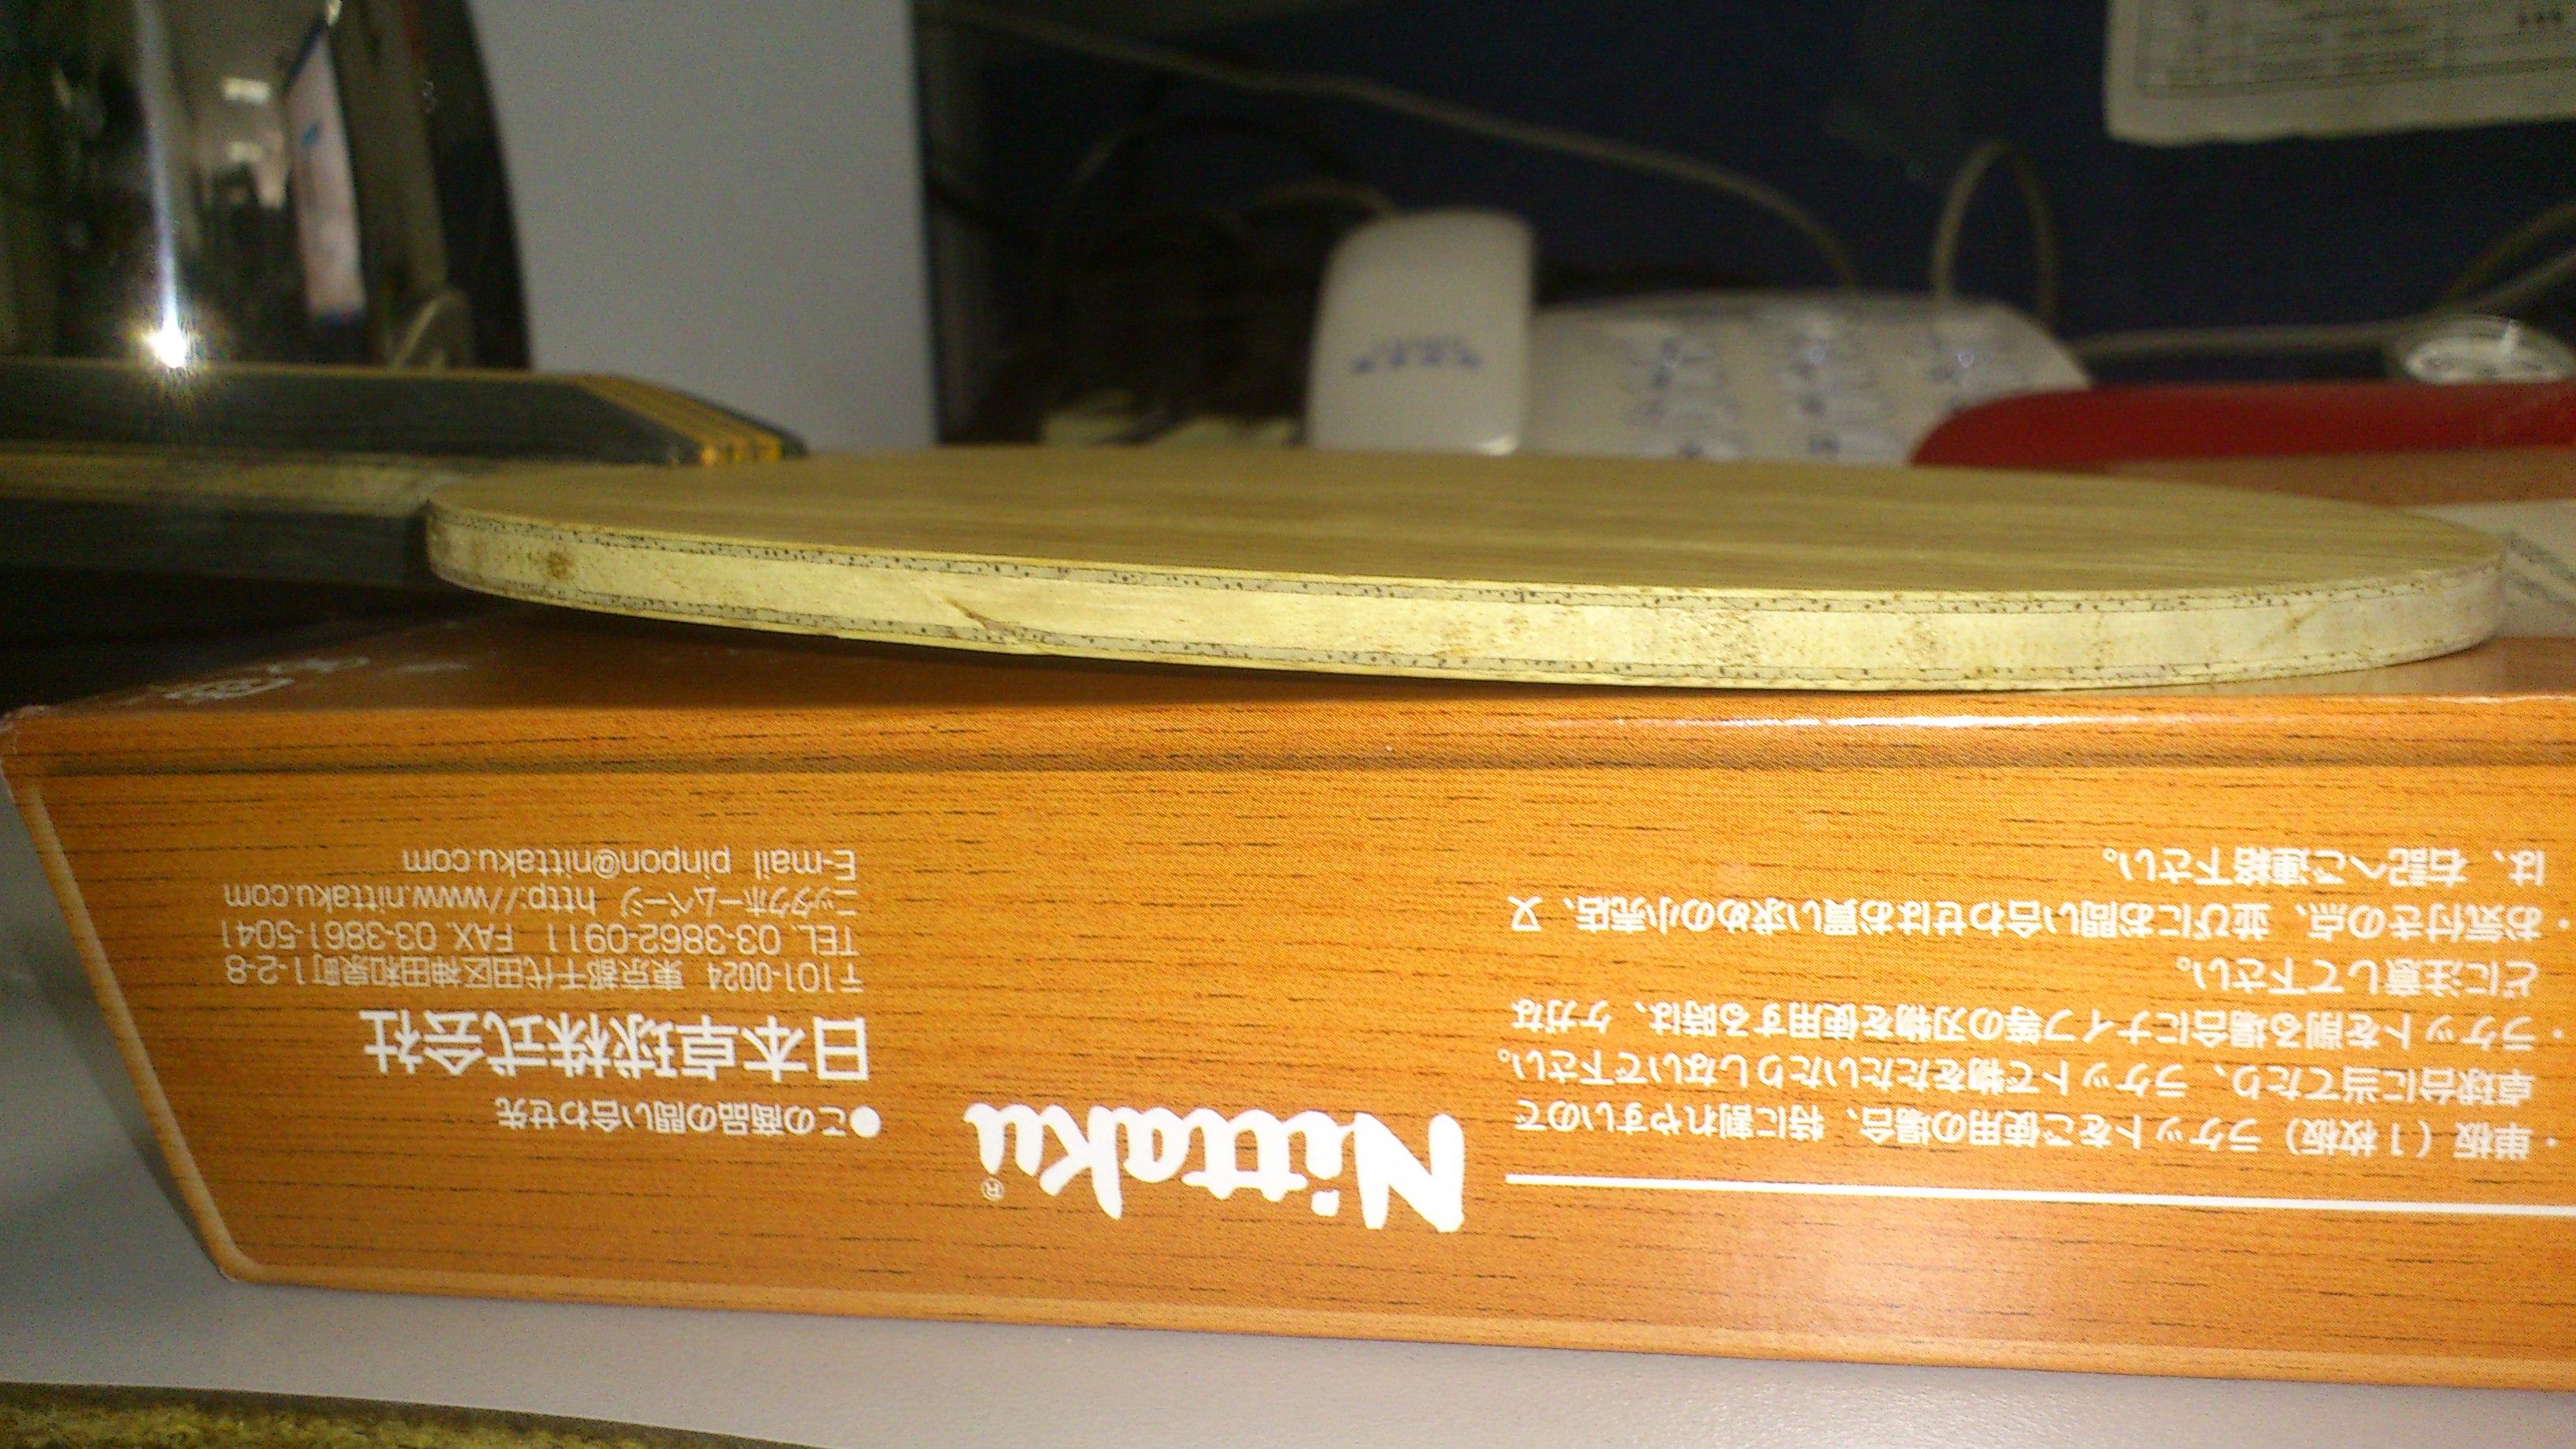 ・単板（1枚板）ラケットをご使用の場合、特に割れやすいので
卓球台に当てたり、ラケットで物をたたいたりしないで下さい。
・ラケットを削る場合にナイフ等の刃物を使用する時は、ケガな
どに注意して下さい。
・お気付きの点、並びにお問い合わせはお買い求めの小売店、又
は、右記へご連絡下さい。
Nittaku®
●この商品の問い合わせ先
日本卓球株式会社
〒101-0024 東京都千代田区神田和泉町1-2-8
TEL. 03-3862-0911 FAX. 03-3861-5041
ニッタクホームページ http://www.nittaku.com
E-mail pinpon@nittaku.com